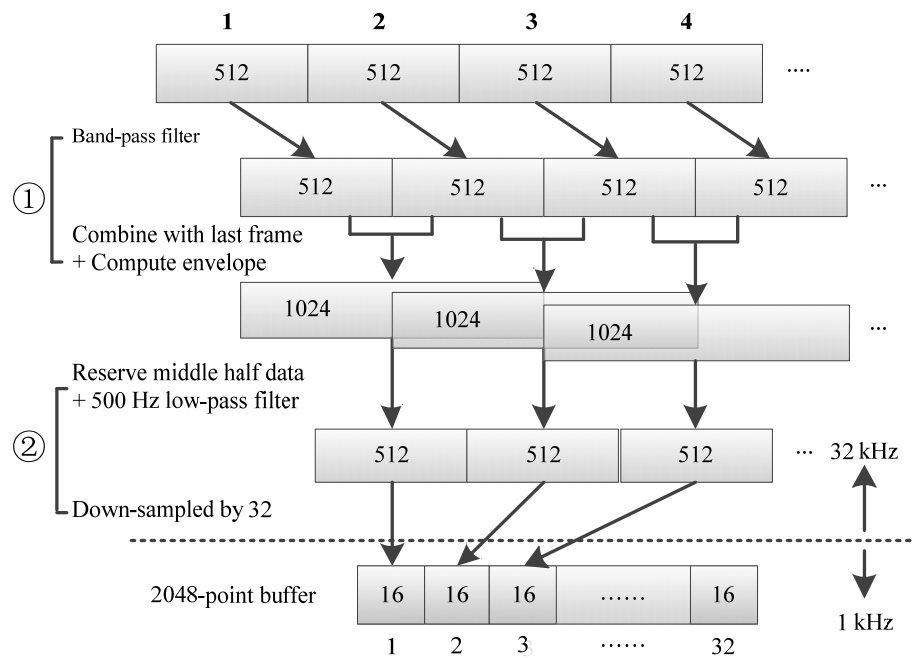 1 2 3 4
512 512 512 512 ....
Band-pass filter
512 512 512 512 ...
①
Combine with last frame
+ Compute envelope
1024 1024 1024 ...
Reserve middle half data
+ 500 Hz low-pass filter
②
512 512 512 ... 32 kHz
Down-sampled by 32
2048-point buffer 16 16 16 ...... 16
1 kHz
1 2 3 ...... 32